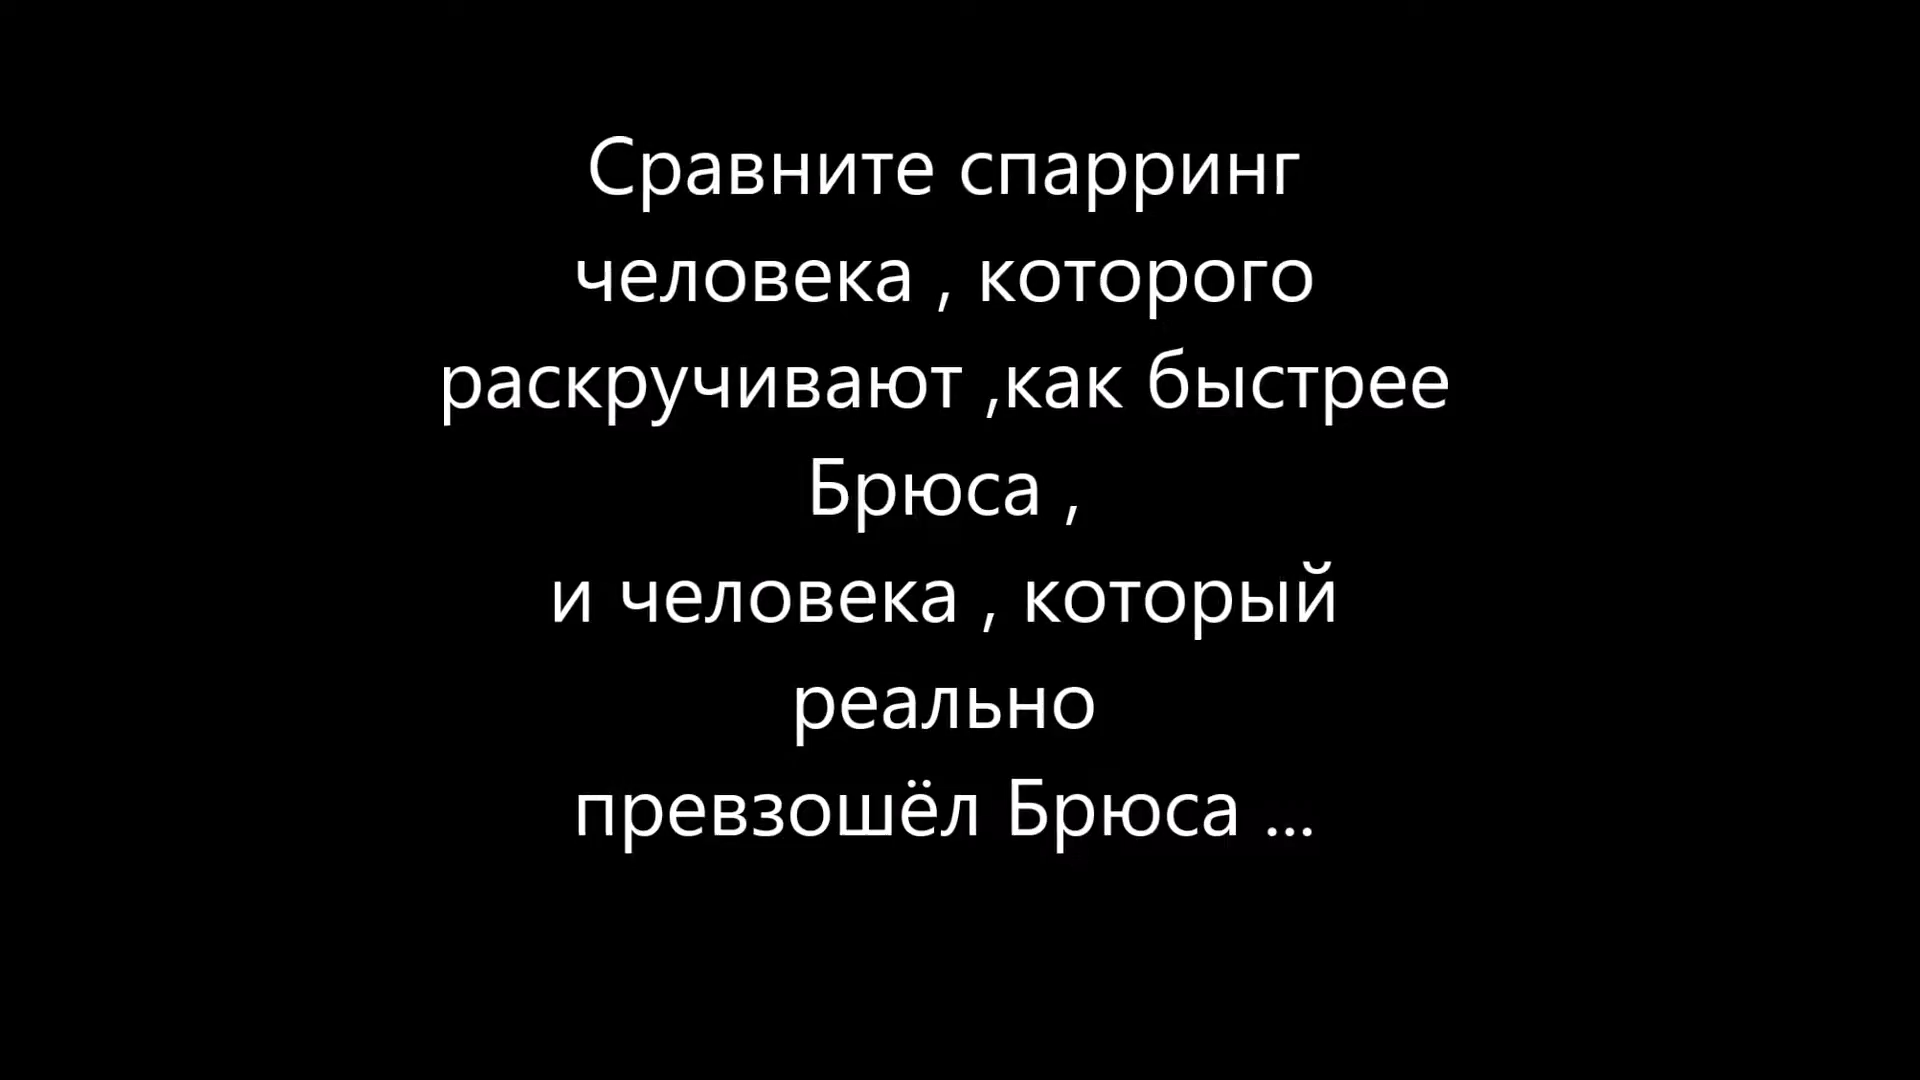 Сравните спарринг
человека , которого
раскручивают ,как быстрее
Брюса ,
и человека , который
реально
превзошёл Брюса ...